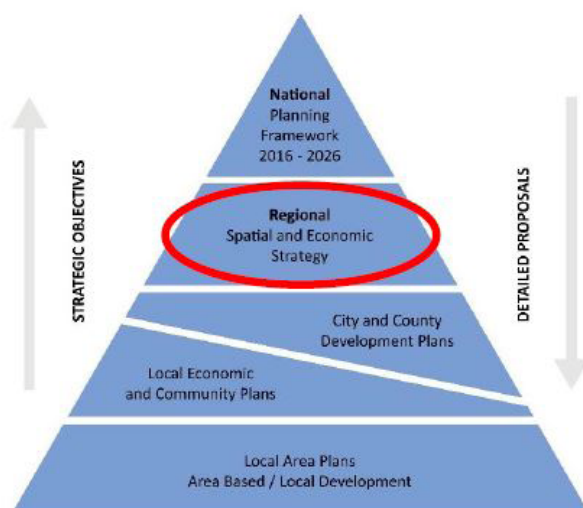 National
Planning
Framework
2016 - 2026
STRATEGIC OBJECTIVES
DETAILED PROPOSALS
Regional
Spatial and Economic
Strategy
City and County
Development Plans
Local Economic
and Community Plans
Local Area Plans
Area Based / Local Development